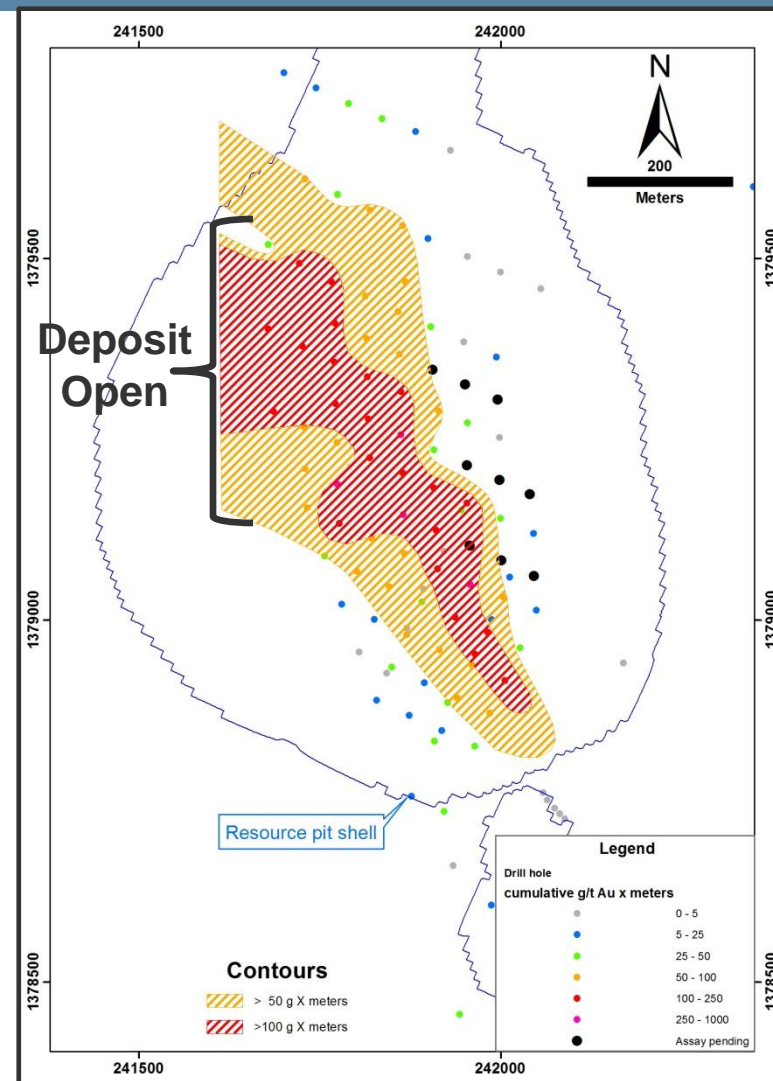 241500
242000
N
200
Meters
1379500
1379500
Deposit
Open
1379000
1379000
Resource pit shell
Legend
Drill hole
cumulative g/t Au x meters
0 - 5
5 - 25
25 - 50
50 - 100
100 - 250
250 - 1000
Assay pending
Contours
> 50 g X meters
>100 g X meters
1378500
1378500
241500
242000